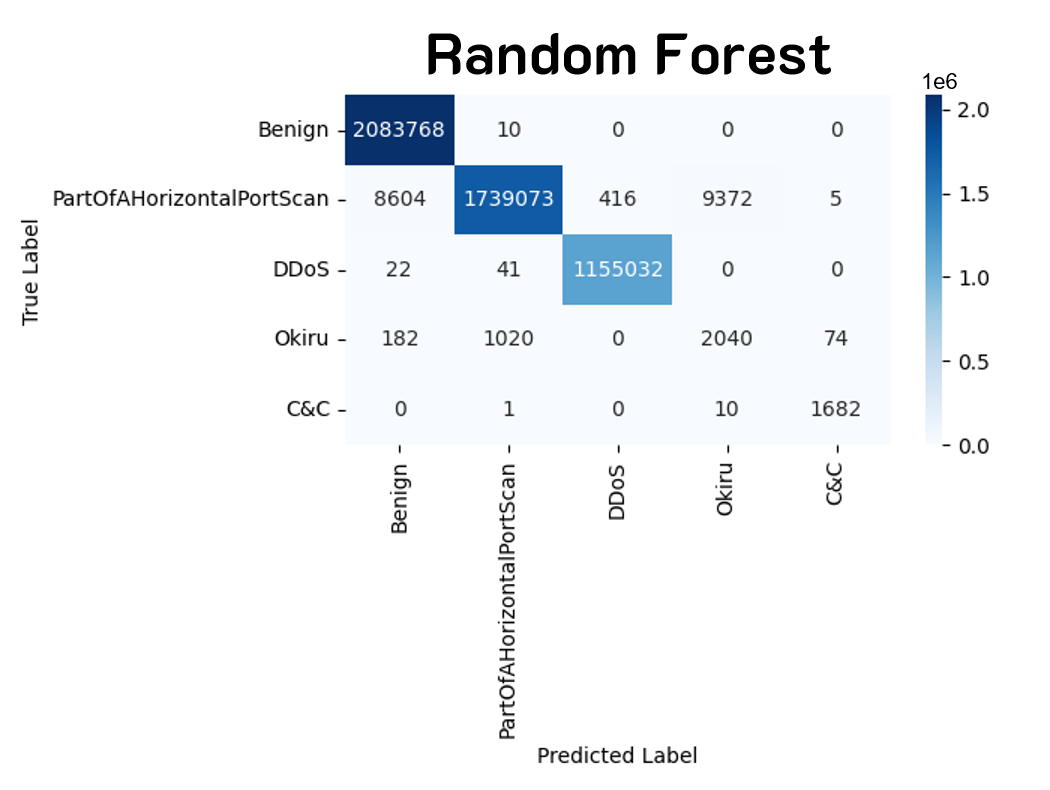 Random Forest
1e6
Benign 2083768 10 0 0 0 2.0
PartOfAHorizontalPortScan 8604 1739073 416 9372 5 1.5
DDoS 22 41 1155032 0 0 1.0
Okiru 182 1020 0 2040 74 0.5
C&C 0 1 0 10 1682 0.0
True Label
Benign PartOfAHorizontalPortScan DDoS Okiru C&C
Predicted Label